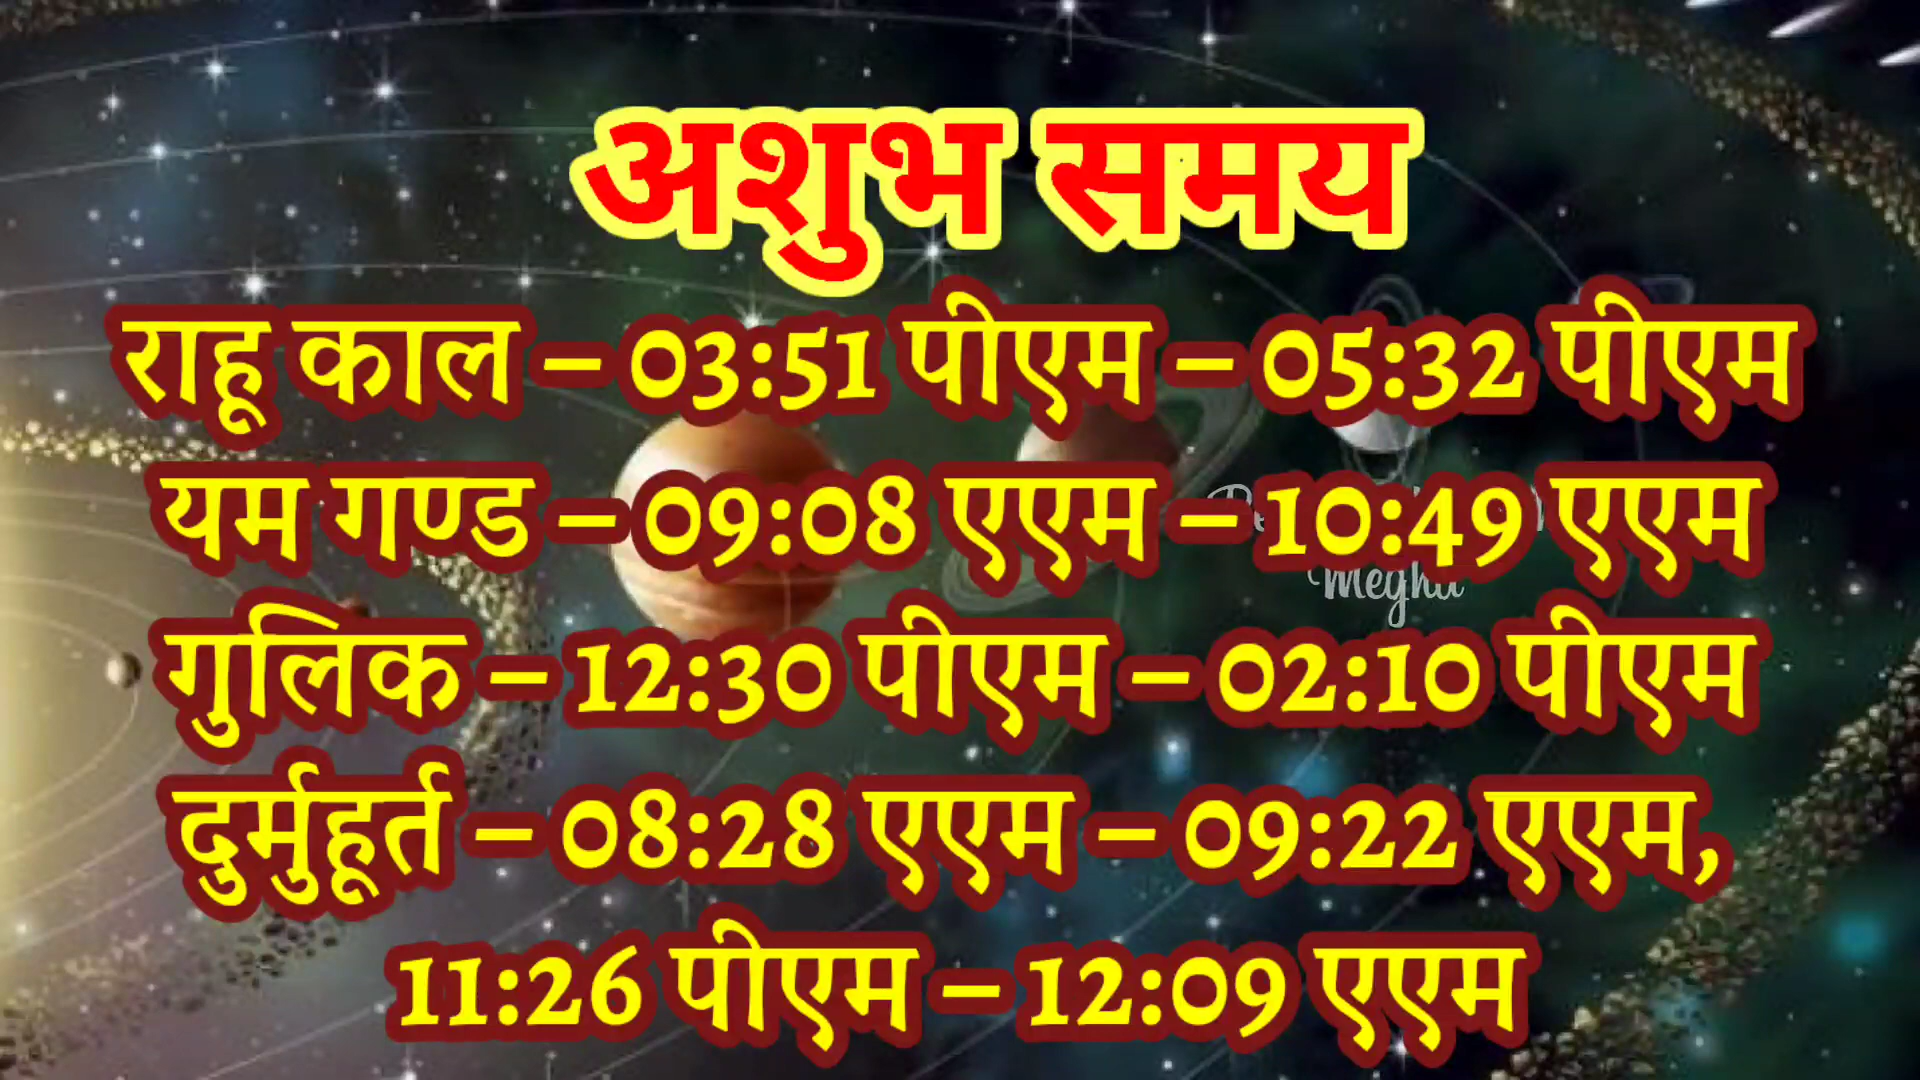 अशुभ समय
राहू काल – 03:51 पीएम – 05:32 पीएम
यम गण्ड – 09:08 एएम – 10:49 एएम
Megha
गुलिक – 12:30 पीएम – 02:10 पीएम
दुर्मुहूर्त – 08:28 एएम – 09:22 एएम,
11:26 पीएम – 12:09 एएम